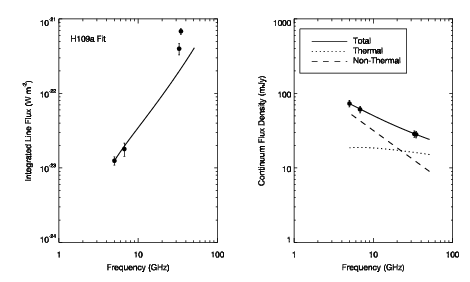 H109a Fit
10^-21
10^-22
10^-23
10^-24
Integrated Line Flux (W m^-2)
1
10
100
Frequency (GHz)
Total
Thermal
Non-Thermal
1000
100
10
1
Continuum Flux Density (mJy)
1
10
100
Frequency (GHz)